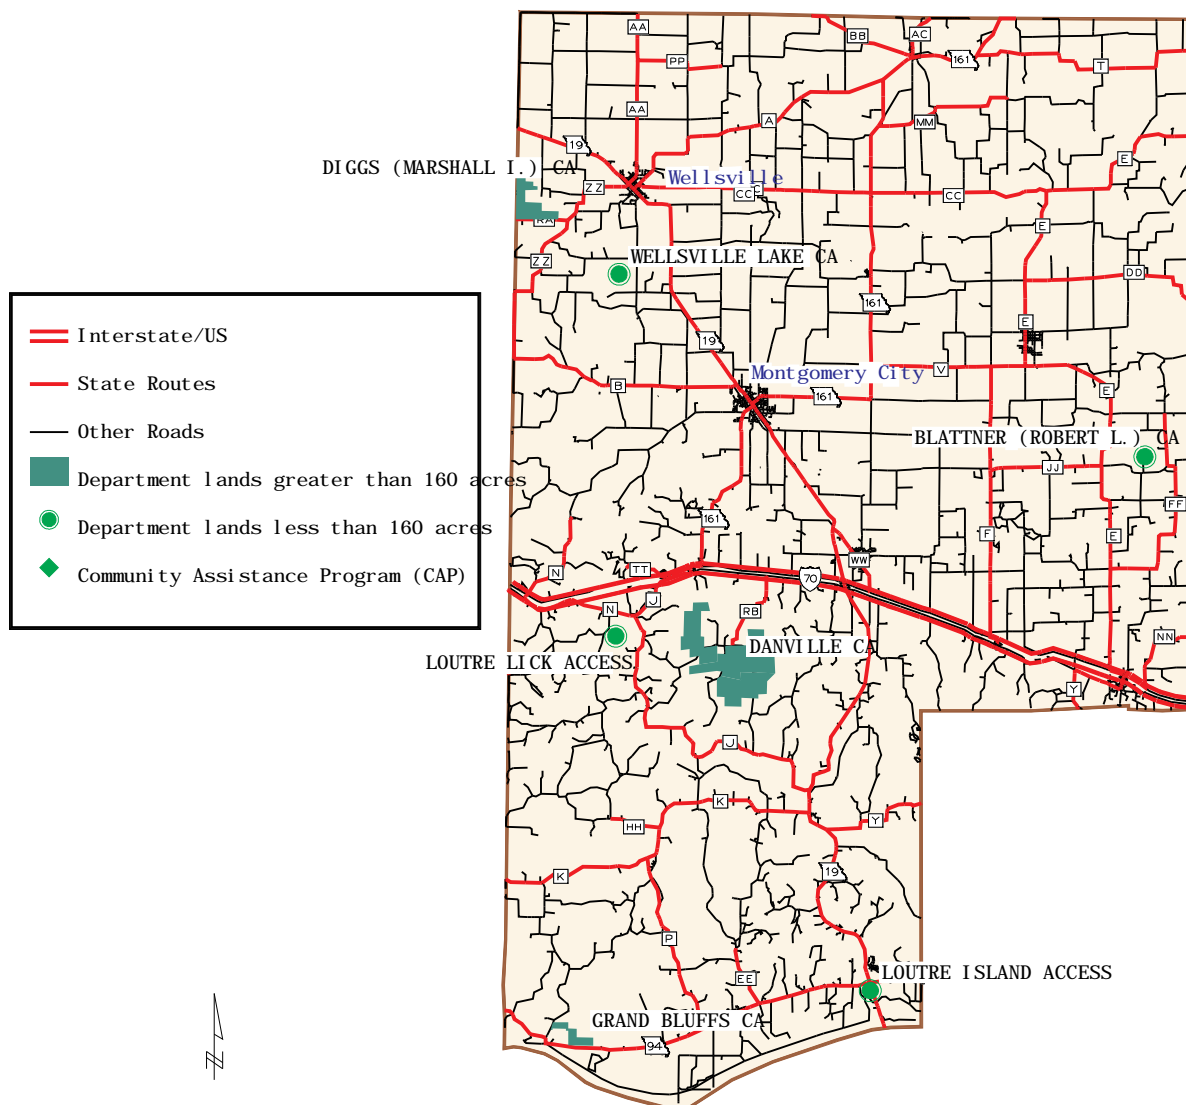 AA
BB
AC
161
PP
T
AA
A
MM
19
E
DIGGS (MARSHALL I.) CA
ZZ
Wellsville
CC
CC
RA
E
ZZ
WELLSVILLE LAKE CA
DD
161
E
Interstate/US
19
State Routes
V
Montgomery City
B
161
E
Other Roads
BLATTNER (ROBERT L.) CA
JJ
Department lands greater than 160 acres
FF
161
Department lands less than 160 acres
F
E
WW
Community Assistance Program (CAP)
N
TT
70
J
N
RB
NN
DANVILLE CA
LOUTRE LICK ACCESS
Y
J
K
Y
HH
19
K
P
LOUTRE ISLAND ACCESS
EE
GRAND BLUFFS CA
94
N